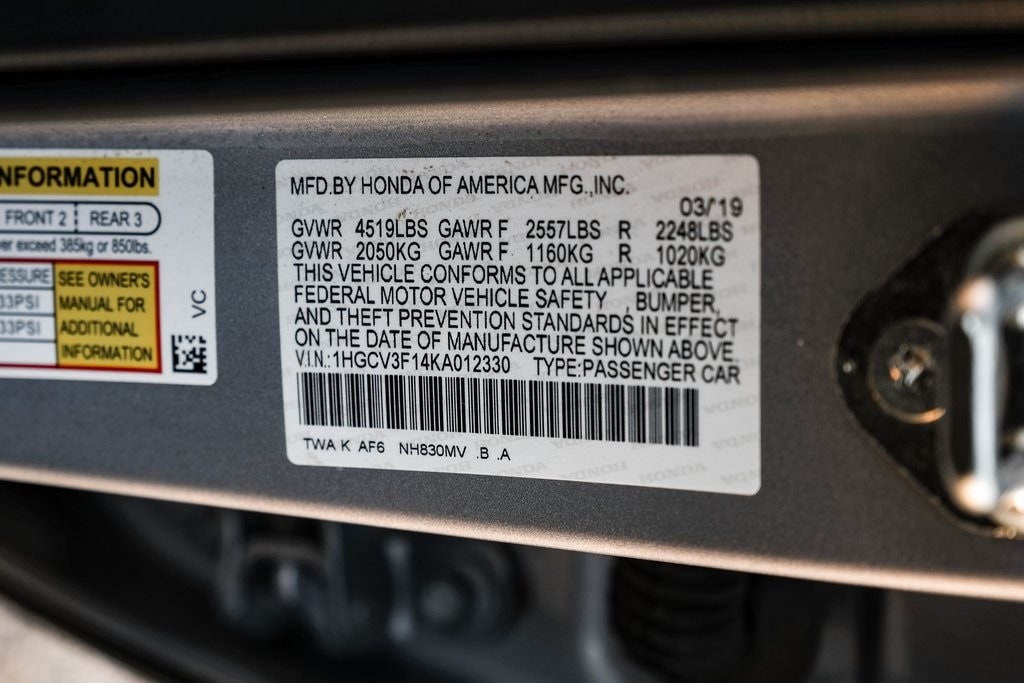 NFORMATION
FRONT 2 REAR 3
er exceed 385kg or 850lbs.
ESSURE
33PSI
33PSI
SEE OWNER'S
MANUAL FOR
ADDITIONAL
INFORMATION
VC
MFD.BY HONDA OF AMERICA MFG.,INC.
03/'19
GVWR 4519LBS GAWR F 2557LBS R 2248LBS
GVWR 2050KG GAWR F 1160KG R 1020KG
THIS VEHICLE CONFORMS TO ALL APPLICABLE
FEDERAL MOTOR VEHICLE SAFETY , BUMPER,
AND THEFT PREVENTION STANDARDS IN EFFECT
ON THE DATE OF MANUFACTURE SHOWN ABOVE.
V.I.N.:1HGCV3F14KA012330 TYPE:PASSENGER CAR
TWA K AF6 NH830MV .B .A